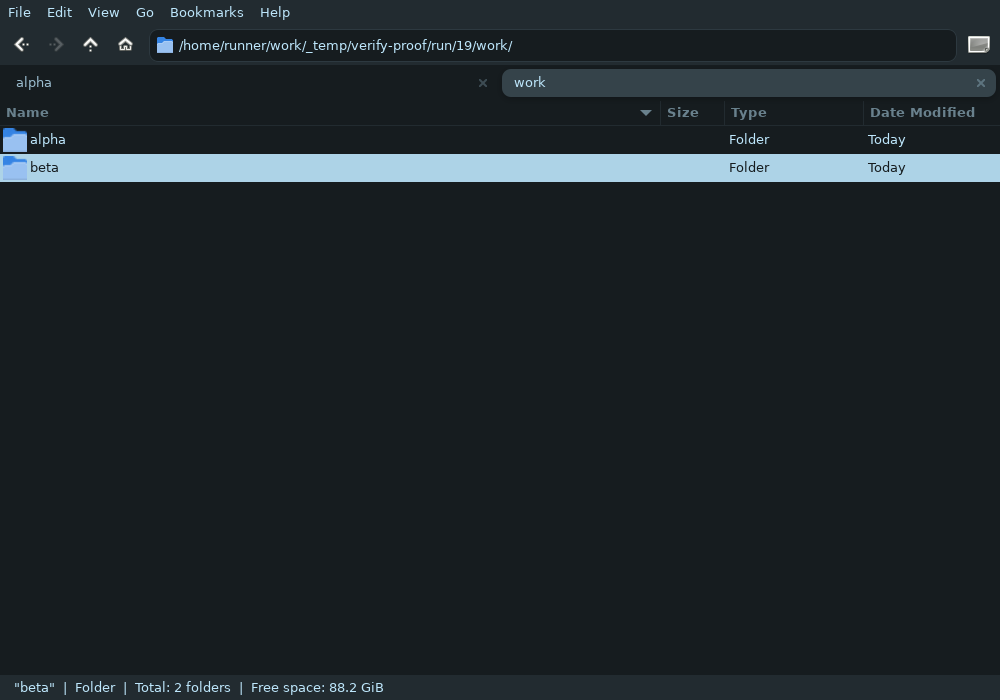 File Edit View Go Bookmarks Help
/home/runner/work/_temp/verify-proof/run/19/work/
alpha work
Name Size Type Date Modified
alpha Folder Today
beta Folder Today
"beta" | Folder | Total: 2 folders | Free space: 88.2 GiB